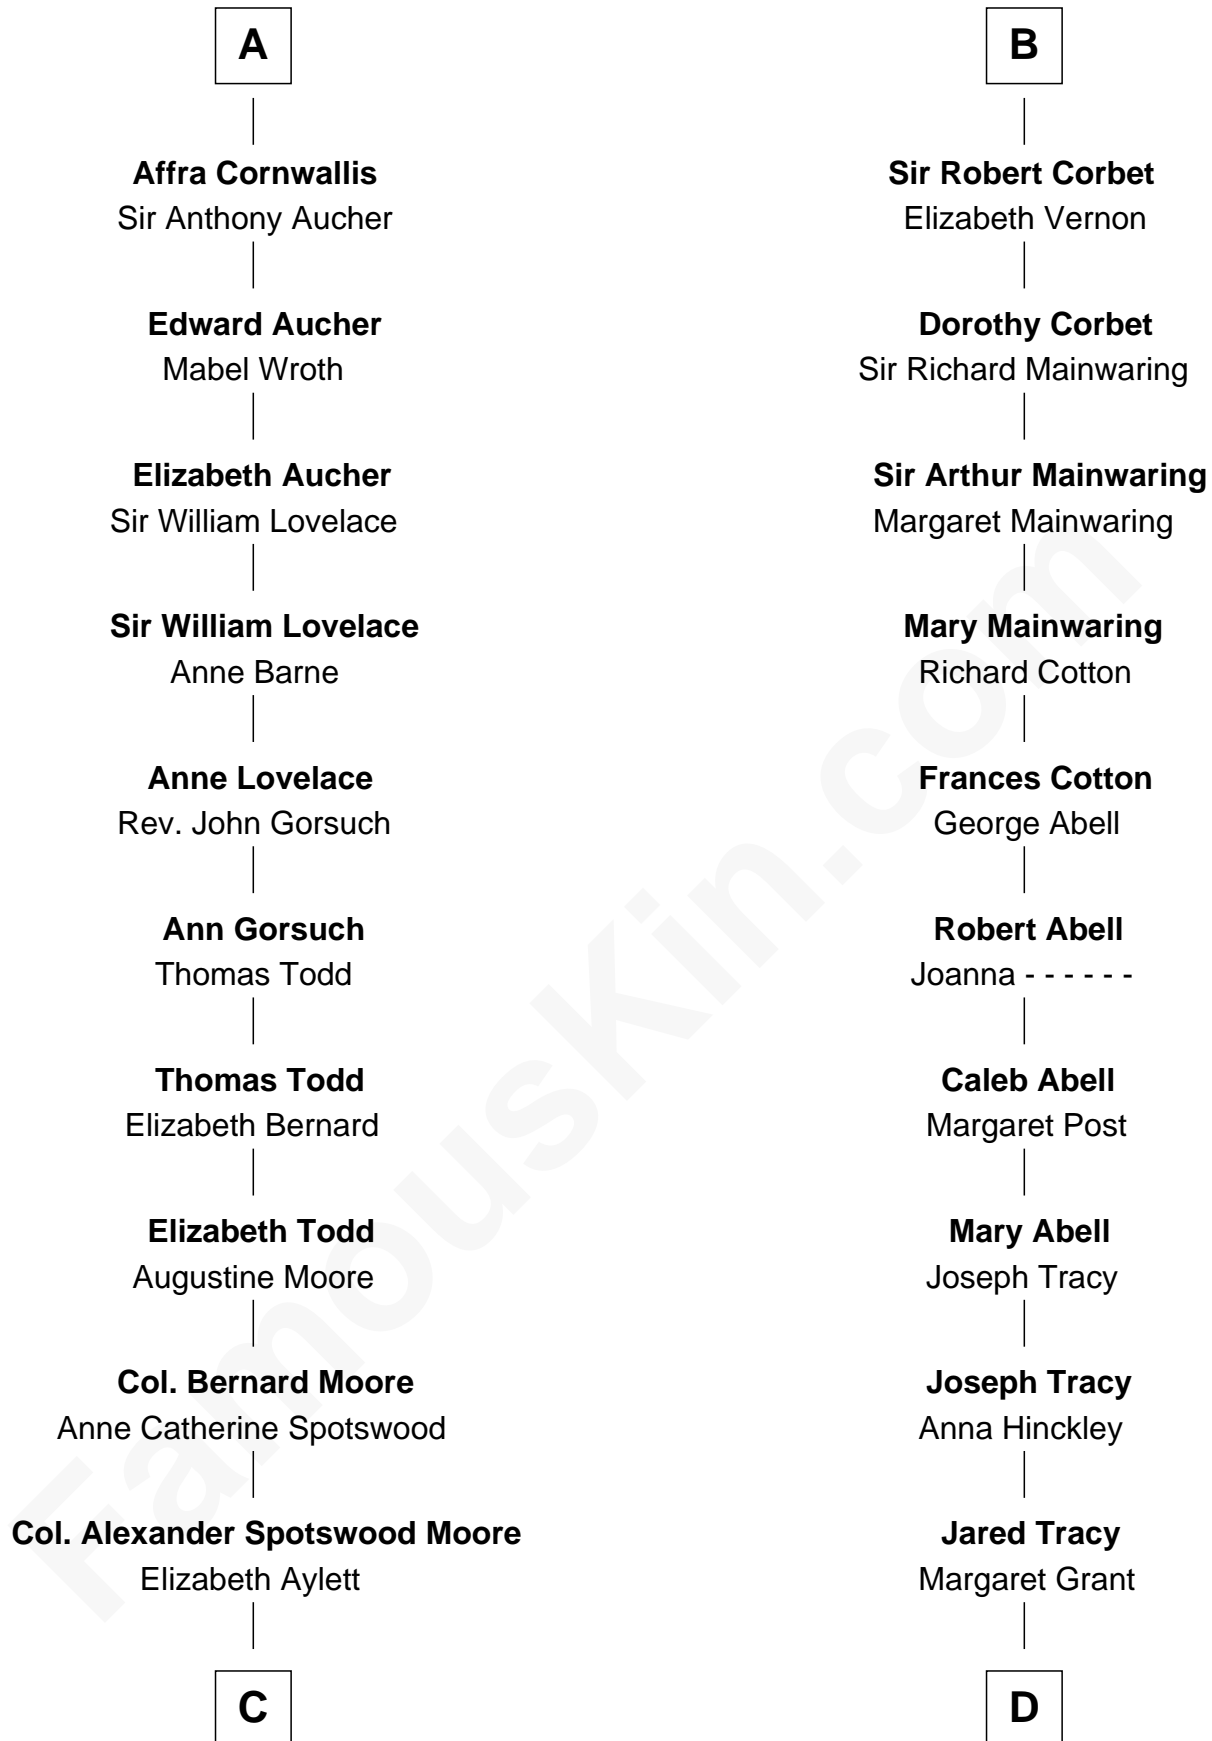 A
Affra Cornwallis
Sir Anthony Aucher
Edward Aucher
Mabel Wroth
Elizabeth Aucher
Sir William Lovelace
Sir William Lovelace
Anne Barne
Anne Lovelace
Rev. John Gorsuch
Ann Gorsuch
Thomas Todd
Thomas Todd
Elizabeth Bernard
Elizabeth Todd
Augustine Moore
Col. Bernard Moore
Anne Catherine Spotswood
Col. Alexander Spotswood Moore
Elizabeth Aylett
C
B
Sir Robert Corbet
Elizabeth Vernon
Dorothy Corbet
Sir Richard Mainwaring
Sir Arthur Mainwaring
Margaret Mainwaring
Mary Mainwaring
Richard Cotton
Frances Cotton
George Abell
Robert Abell
Joanna - - - - - -
Caleb Abell
Margaret Post
Mary Abell
Joseph Tracy
Joseph Tracy
Anna Hinckley
Jared Tracy
Margaret Grant
D
FamousKin.com